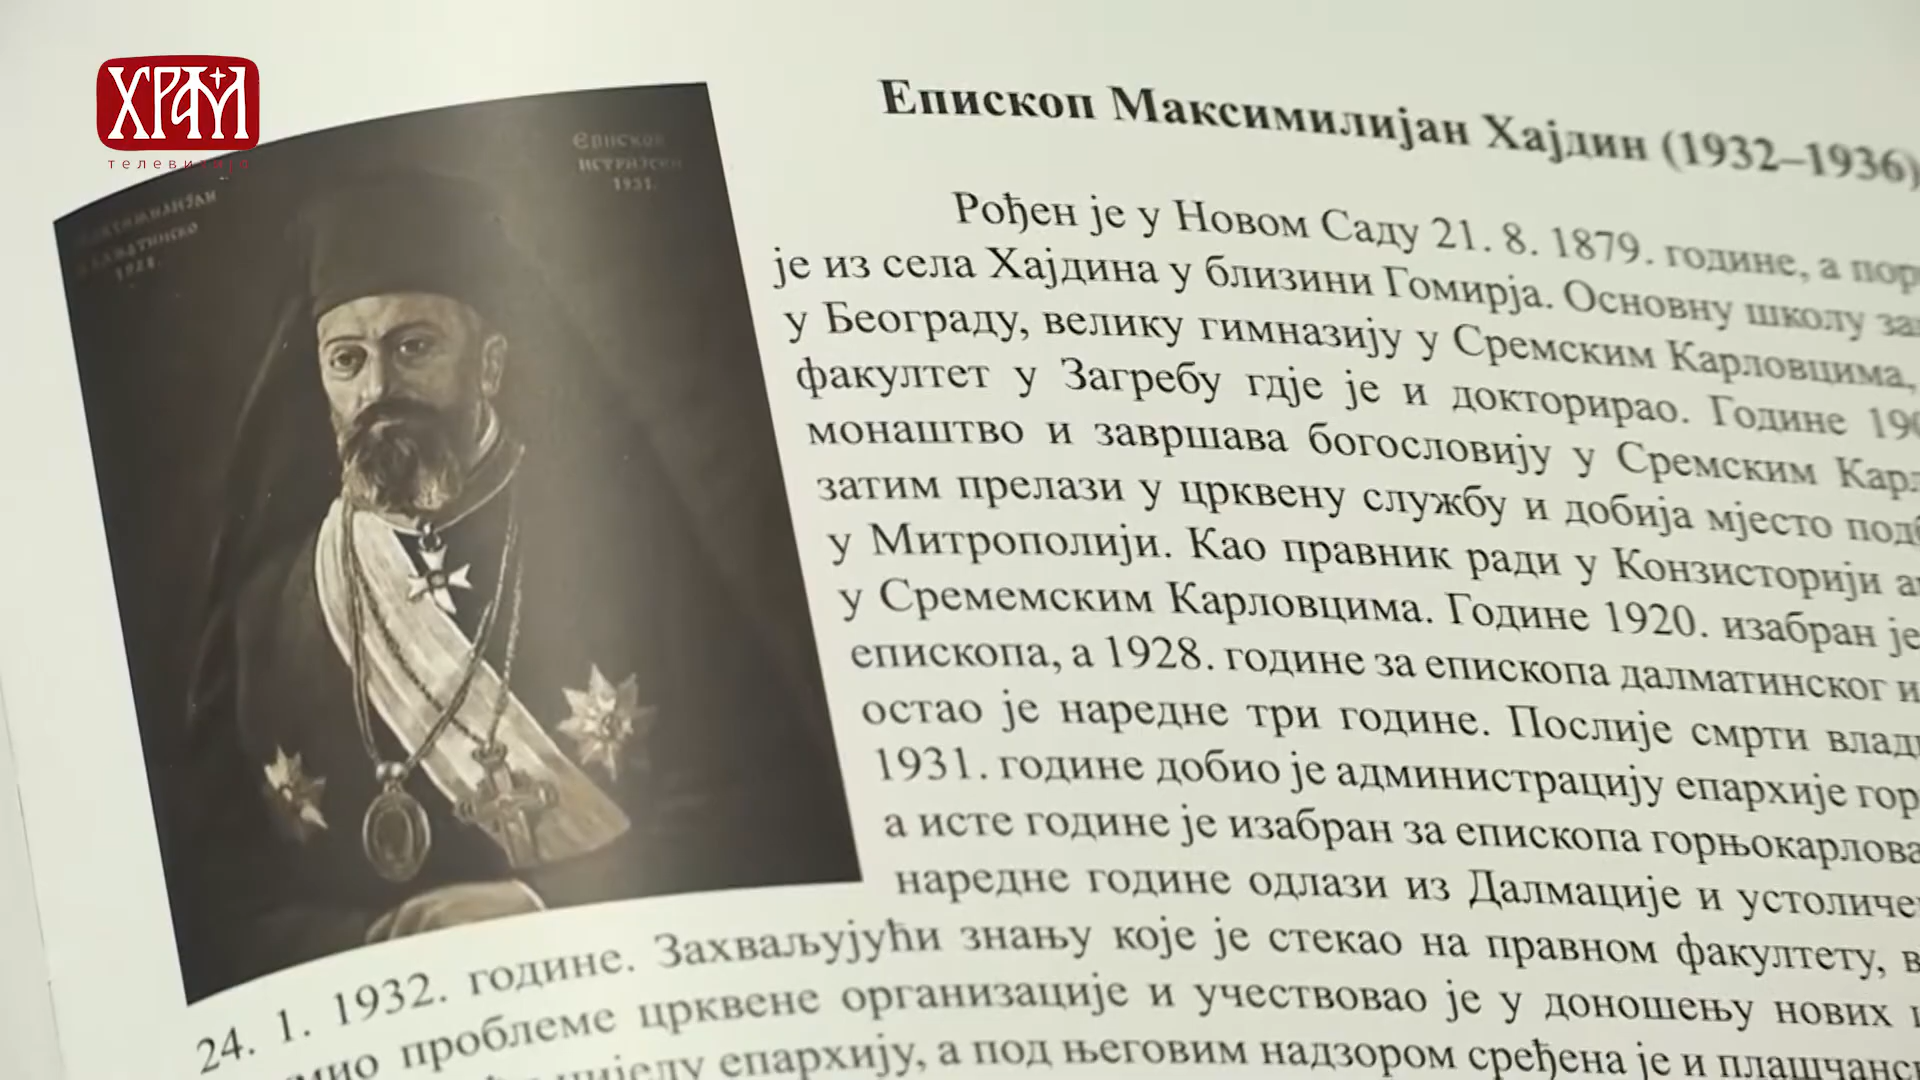 ХРАМ
телевизија
Епископ
истријски
1931.
1928.
Епископ Максимилијан Хајдин (1932–1936)
Рођен је у Новом Саду 21. 8. 1879. године, а
је из села Хајдина у близини Гомирја. Основну школу
у Београду, велику гимназију у Сремским Карловцима,
факултет у Загребу гдје је и докторирао. Године
монаштво и завршава богословију у Сремским
затим прелази у црквену службу и добија мјесто
у Митрополији. Као правник ради у Конзисторији
у Сремемским Карловцима. Године 1920. изабран је
епископа, а 1928. године за епископа далматинског и
остао је наредне три године. Послије смрти
1931. године добио је администрацију епархије
а исте године је изабран за епископа
наредне године одлази из Далмације и
24. 1. 1932. године. Захваљујући знању које је стекао на правном факултету,
проблеме црквене организације и учествовао је у доношењу нових
епархију, а под његовим надзором сређена је и